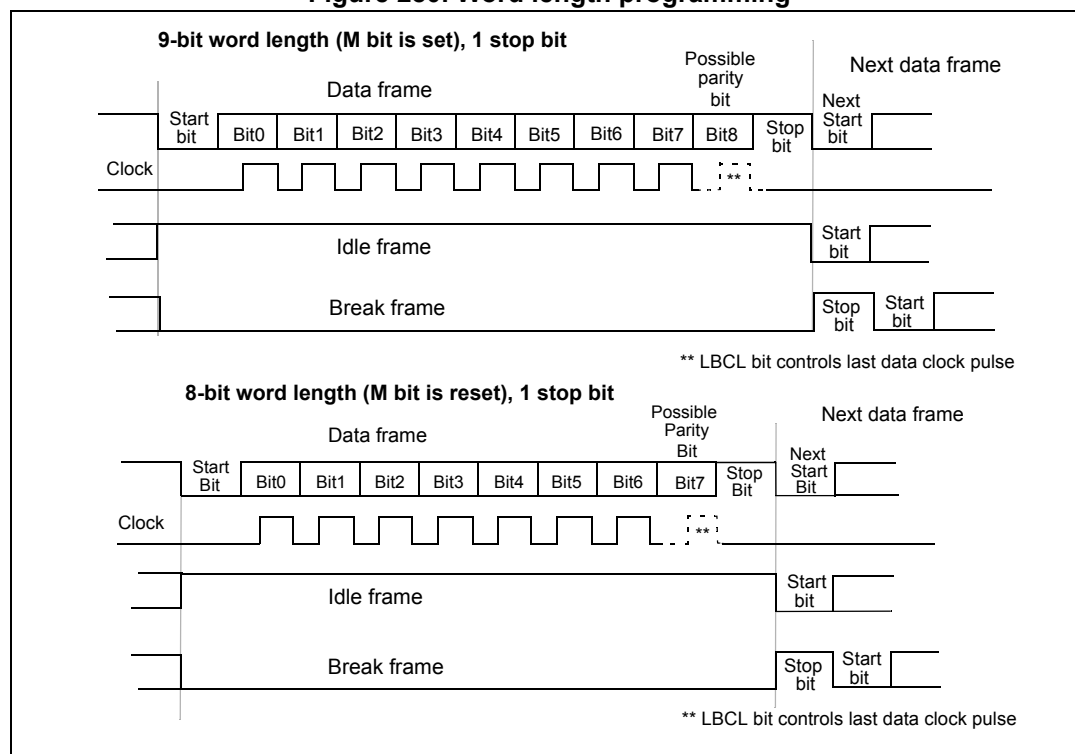 9-bit word length (M bit is set), 1 stop bit
Possible
parity
bit
Next data frame
Data frame
Next
Start
bit
Start
bit
Bit0 Bit1 Bit2 Bit3 Bit4 Bit5 Bit6 Bit7 Bit8
Stop
bit
Clock
**
Idle frame
Start
bit
Break frame
Stop
bit
Start
bit
** LBCL bit controls last data clock pulse
8-bit word length (M bit is reset), 1 stop bit
Possible
Parity
Bit
Next data frame
Data frame
Next
Start
Bit
Start
Bit
Bit0 Bit1 Bit2 Bit3 Bit4 Bit5 Bit6 Bit7
Stop
Bit
Clock
**
Idle frame
Start
bit
Break frame
Stop
bit
Start
bit
** LBCL bit controls last data clock pulse